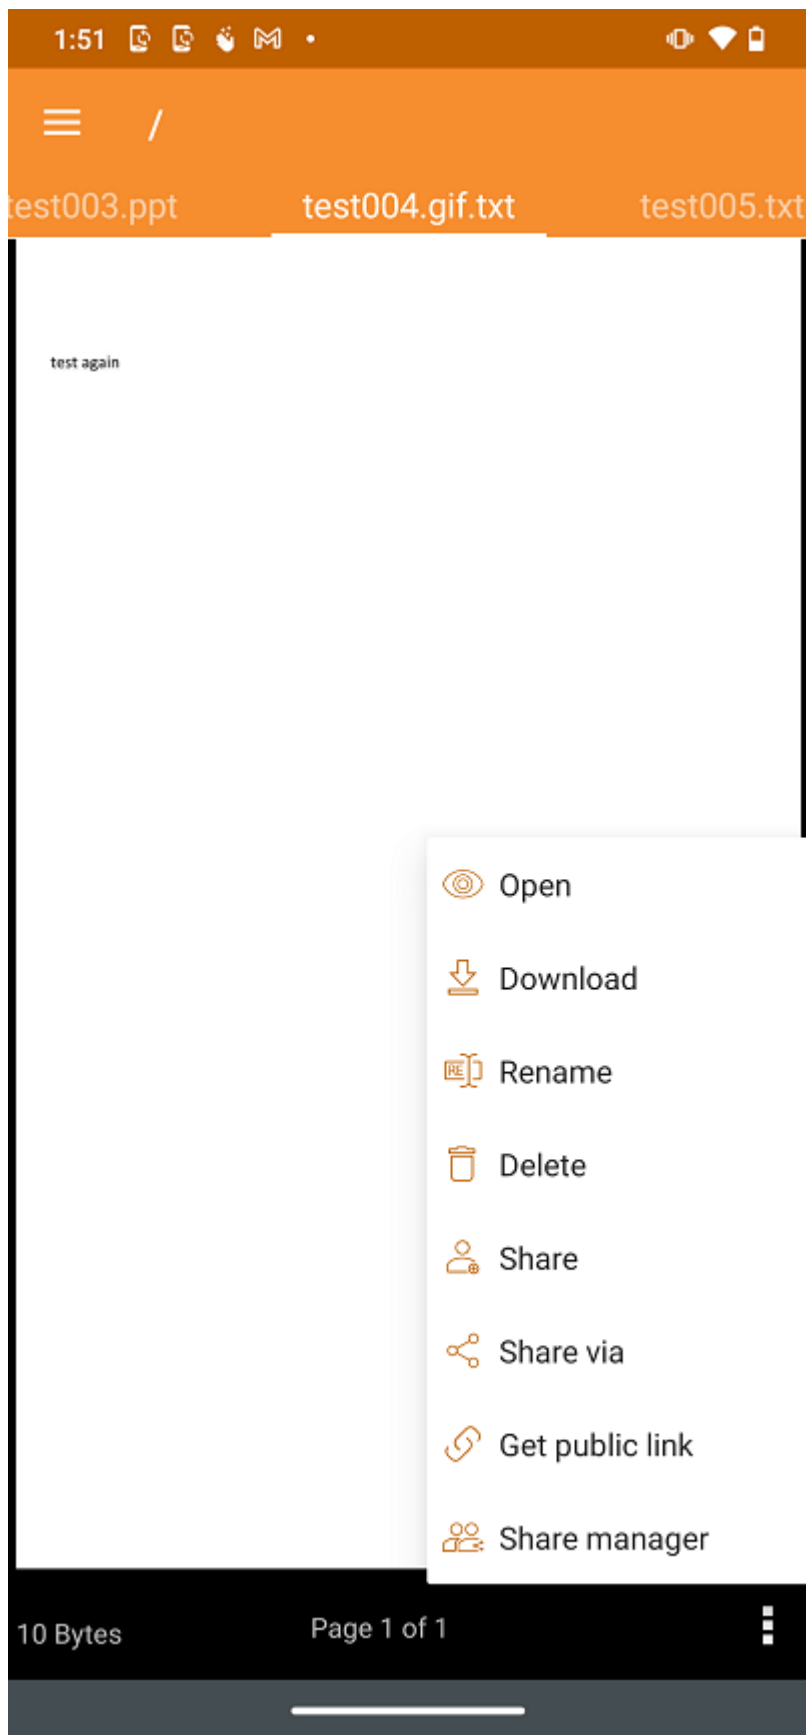 1:51
/
test003.ppt test004.gif.txt test005.txt
test again
Open
Download
RE Rename
Delete
Share
Share via
Get public link
Share manager
10 Bytes Page 1 of 1